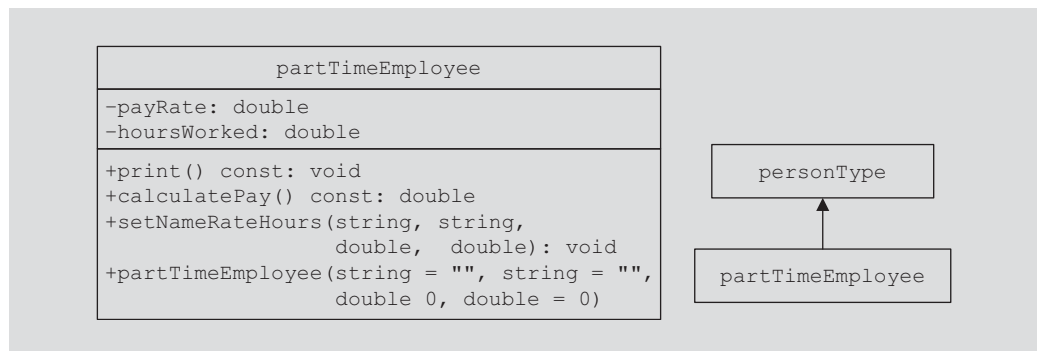 partTimeEmployee
-payRate: double
-hoursWorked: double
+print() const: void
+calculatePay() const: double
+setNameRateHours(string, string,
double, double): void
+partTimeEmployee(string = "", string = "",
double 0, double = 0)
personType
partTimeEmployee